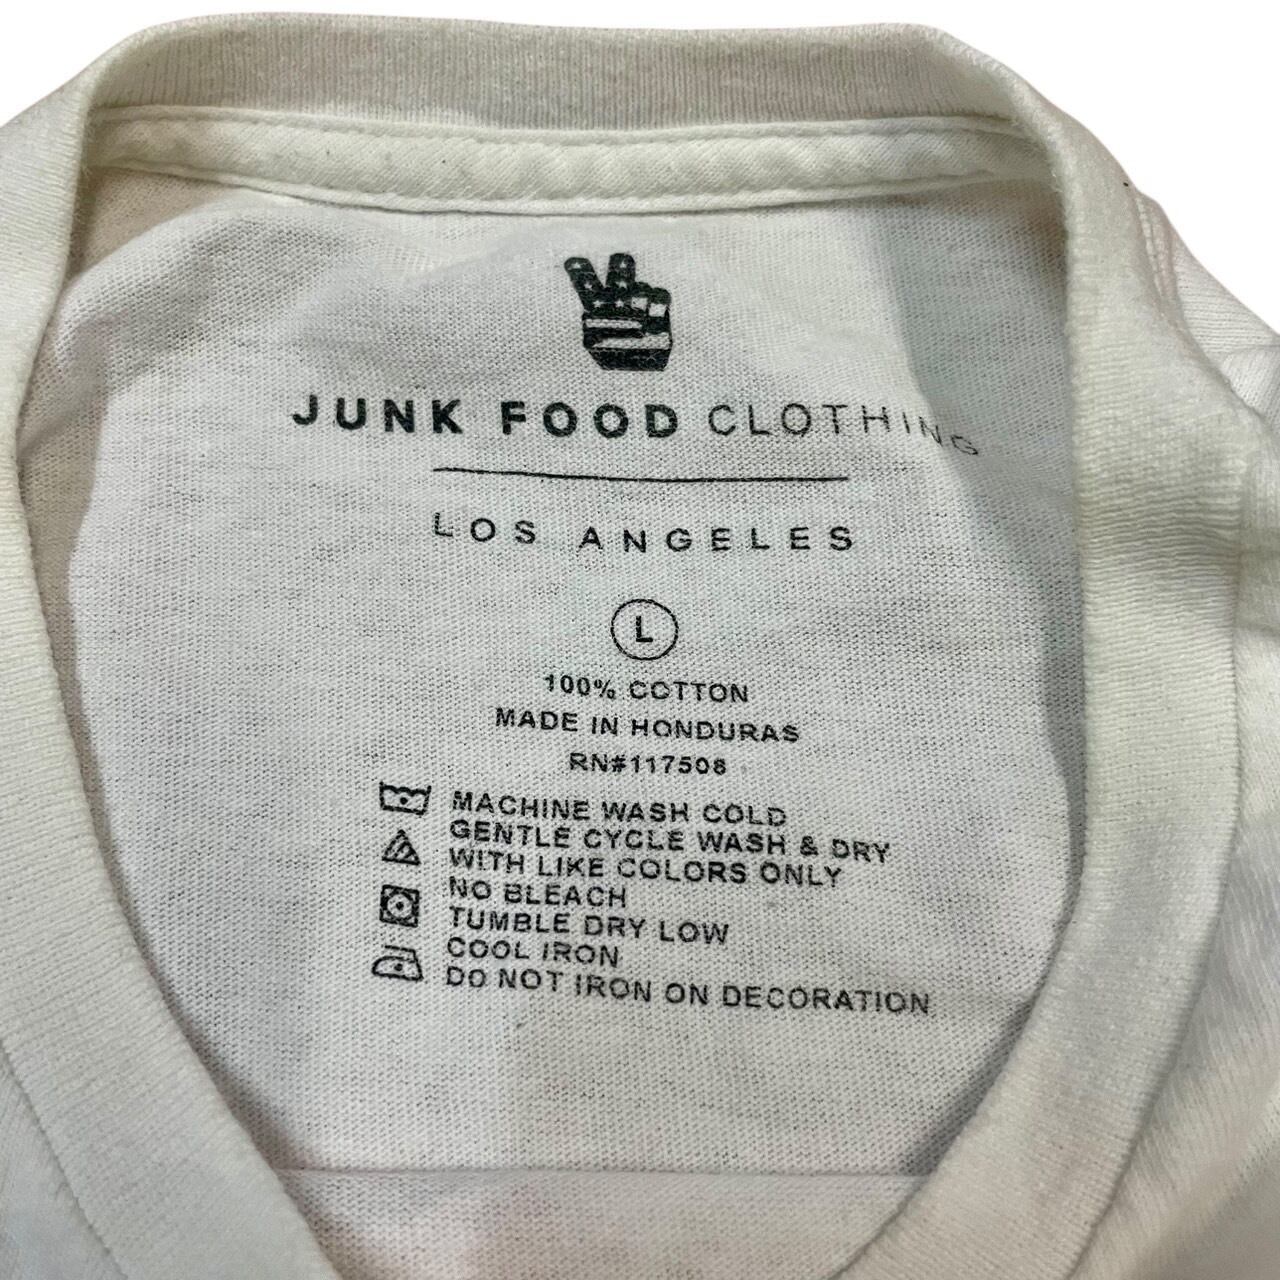 JUNK FOOD CLOTHING
LOS ANGELES
L
100% COTTON
MADE IN HONDURAS
RN#117508
MACHINE WASH COLD
GENTLE CYCLE WASH & DRY
WITH LIKE COLORS ONLY
NO BLEACH
TUMBLE DRY LOW
COOL IRON
DO NOT IRON ON DECORATION